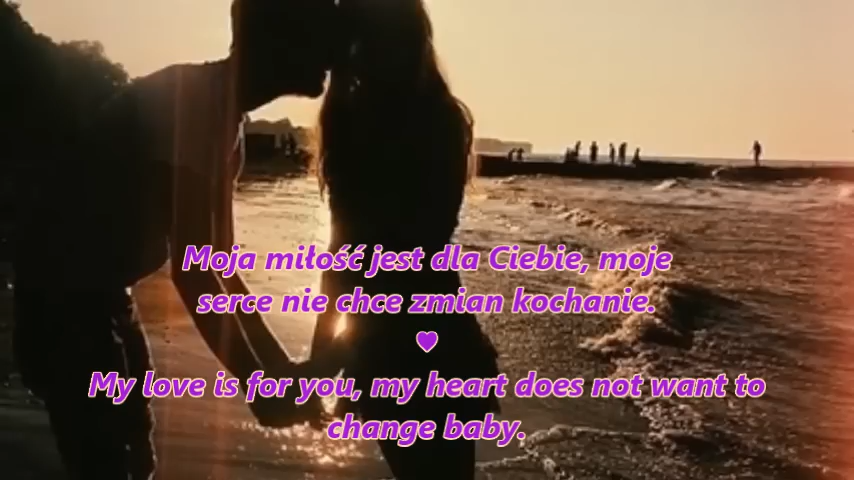 Moja miłość jest dla Ciebie, moje
serce nie chce zmian kochanie.
♥
My love is for you, my heart does not want to
change baby.